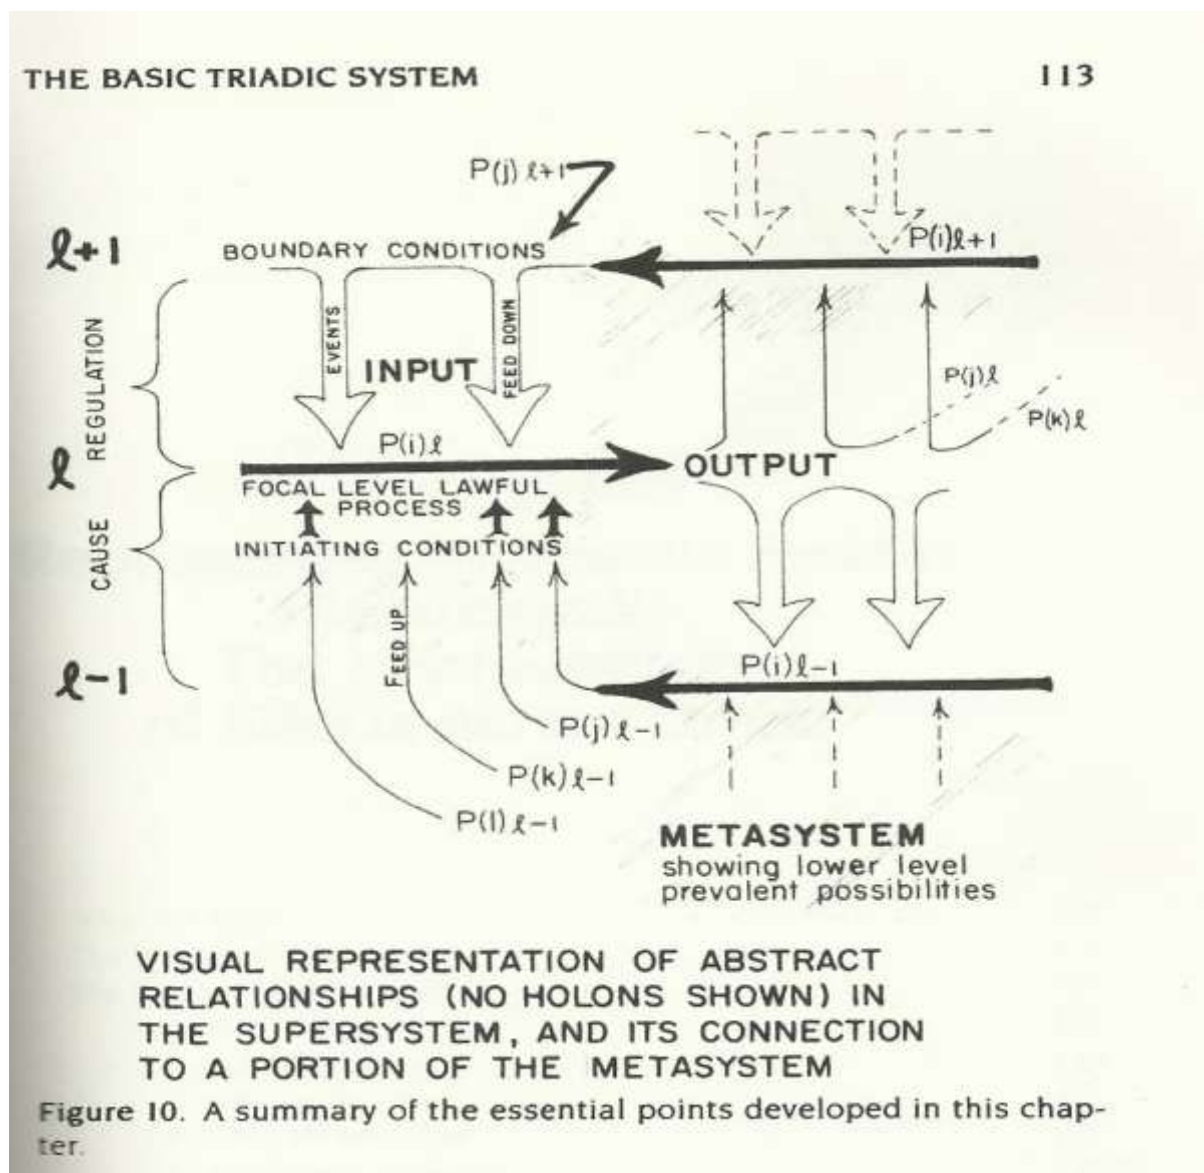 THE BASIC TRIADIC SYSTEM 113
P(j) ℓ+1
P(i)ℓ+1
ℓ+1
BOUNDARY CONDITIONS
EVENTS
FEED DOWN
INPUT
REGULATION
P(j)ℓ
P(k)ℓ
P(i)ℓ
ℓ
OUTPUT
FOCAL LEVEL LAWFUL
PROCESS
INITIATING CONDITIONS
CAUSE
FEED UP
ℓ-1
P(i)ℓ-1
P(j)ℓ-1
P(k)ℓ-1
P(l)ℓ-1
METASYSTEM
showing lower level
prevalent possibilities
VISUAL REPRESENTATION OF ABSTRACT
RELATIONSHIPS (NO HOLONS SHOWN) IN
THE SUPERSYSTEM, AND ITS CONNECTION
TO A PORTION OF THE METASYSTEM
Figure 10. A summary of the essential points developed in this chap-
ter.